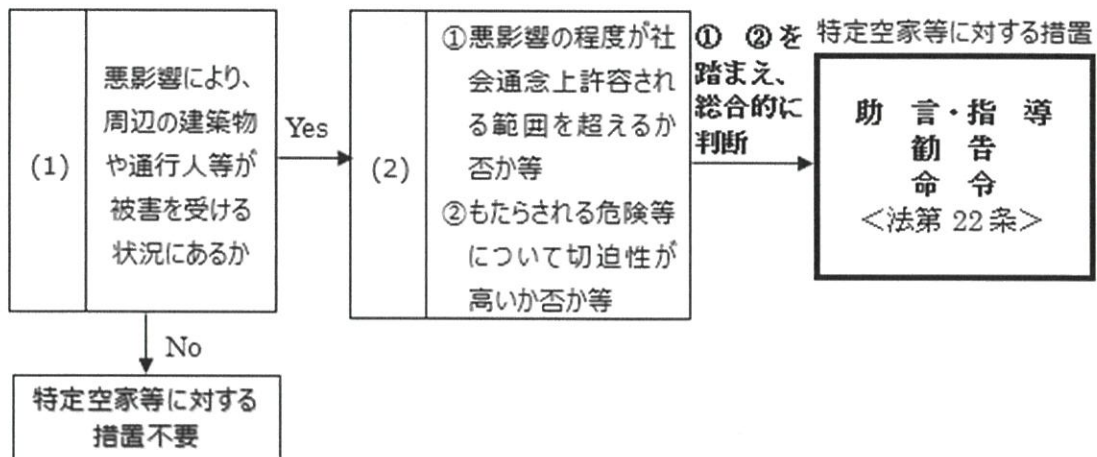 (1)
悪影響により、
周辺の建築物
や通行人等が
被害を受ける
状況にあるか
Yes
(2)
①悪影響の程度が社
会通念上許容され
る範囲を超えるか
否か等
②もたらされる危険等
について切迫性が
高いか否か等
① ②を
踏まえ、
総合的に
判断
特定空家等に対する措置
助 言・指 導
勧 告
命 令
＜法第 22 条＞
No
特定空家等に対する
措置不要